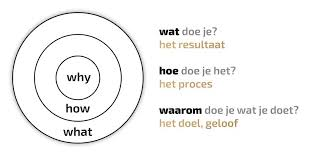 why
how
what
wat doe je?
het resultaat
hoe doe je het?
het proces
waarom doe je wat je doet?
het doel, geloof